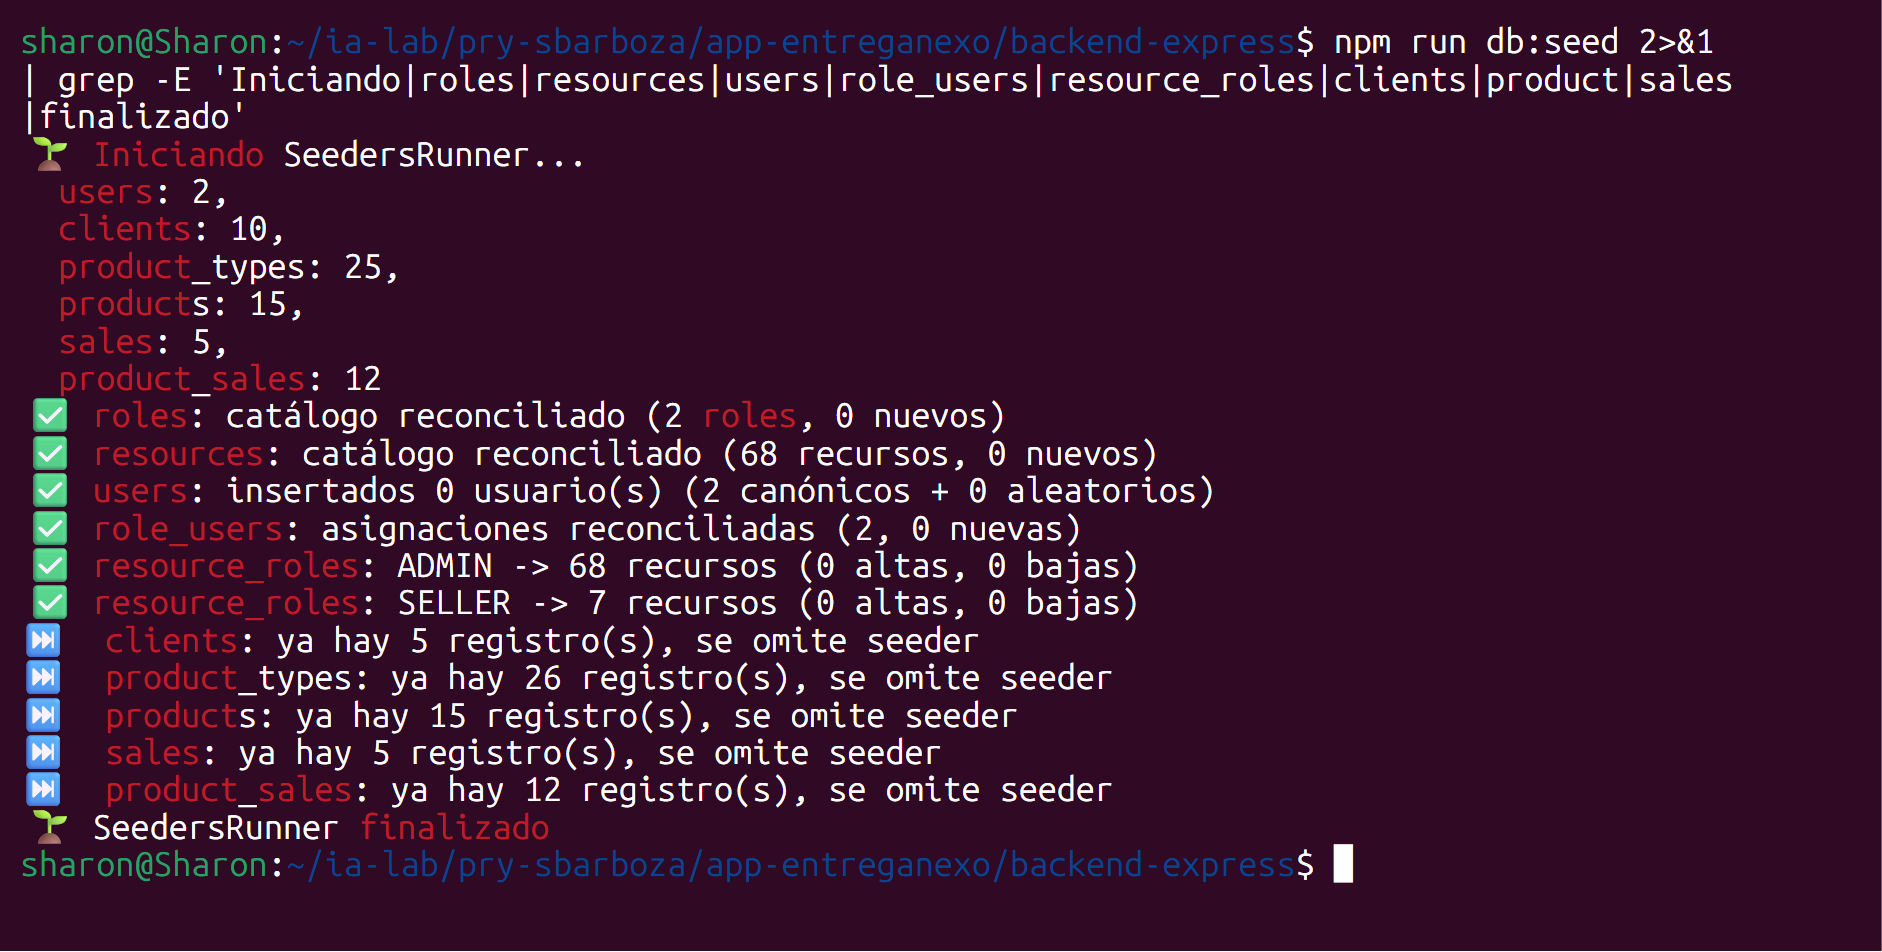 sharon@Sharon:~/ia-lab/pry-sbarboza/app-entreganexo/backend-express$ npm run db:seed 2>&1
| grep -E 'Iniciando|roles|resources|users|role_users|resource_roles|clients|product|sales
|finalizado'
🌱 Iniciando SeedersRunner...
  users: 2,
  clients: 10,
  product_types: 25,
  products: 15,
  sales: 5,
  product_sales: 12
✅ roles: catálogo reconciliado (2 roles, 0 nuevos)
✅ resources: catálogo reconciliado (68 recursos, 0 nuevos)
✅ users: insertados 0 usuario(s) (2 canónicos + 0 aleatorios)
✅ role_users: asignaciones reconciliadas (2, 0 nuevas)
✅ resource_roles: ADMIN -> 68 recursos (0 altas, 0 bajas)
✅ resource_roles: SELLER -> 7 recursos (0 altas, 0 bajas)
⏭️ clients: ya hay 5 registro(s), se omite seeder
⏭️ product_types: ya hay 26 registro(s), se omite seeder
⏭️ products: ya hay 15 registro(s), se omite seeder
⏭️ sales: ya hay 5 registro(s), se omite seeder
⏭️ product_sales: ya hay 12 registro(s), se omite seeder
🌱 SeedersRunner finalizado
sharon@Sharon:~/ia-lab/pry-sbarboza/app-entreganexo/backend-express$